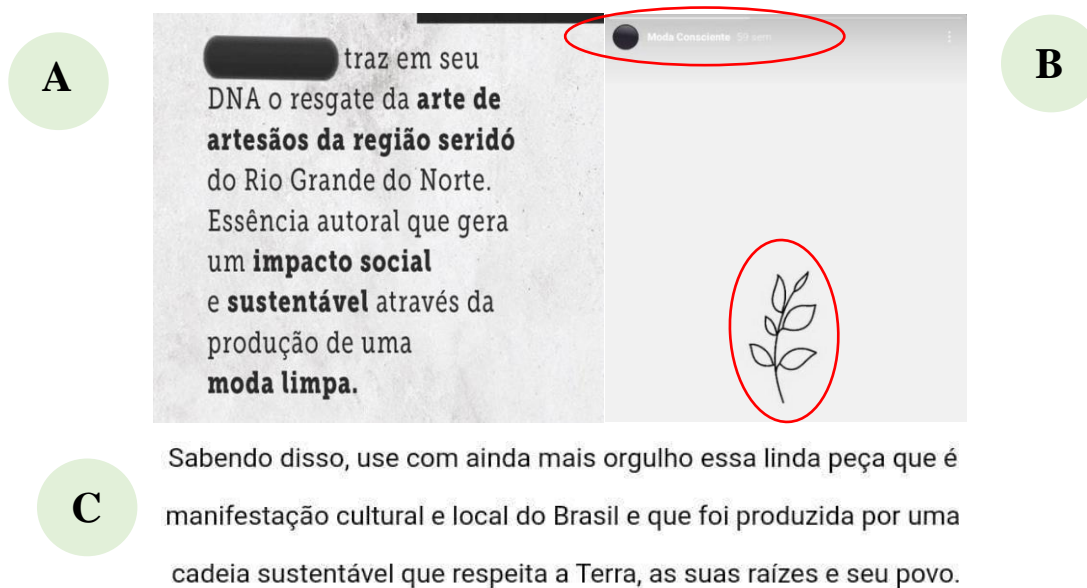 A
traz em seu
DNA o resgate da arte de
artesãos da região seridó
do Rio Grande do Norte.
Essência autoral que gera
um impacto social
e sustentável através da
produção de uma
moda limpa.
Moda Consciente 59 sem
B
C
Sabendo disso, use com ainda mais orgulho essa linda peça que é
manifestação cultural e local do Brasil e que foi produzida por uma
cadeia sustentável que respeita a Terra, as suas raízes e seu povo.